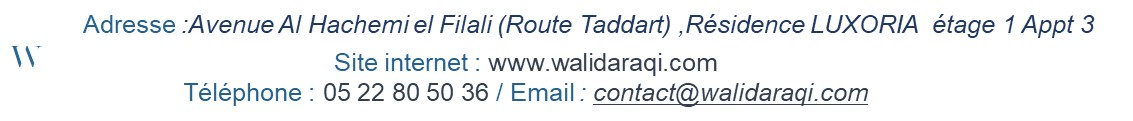 Adresse :Avenue Al Hachemi el Filali (Route Taddart) ,Résidence LUXORIA étage 1 Appt 3
Site internet : www.walidaraqi.com
Téléphone : 05 22 80 50 36 / Email : contact@walidaraqi.com